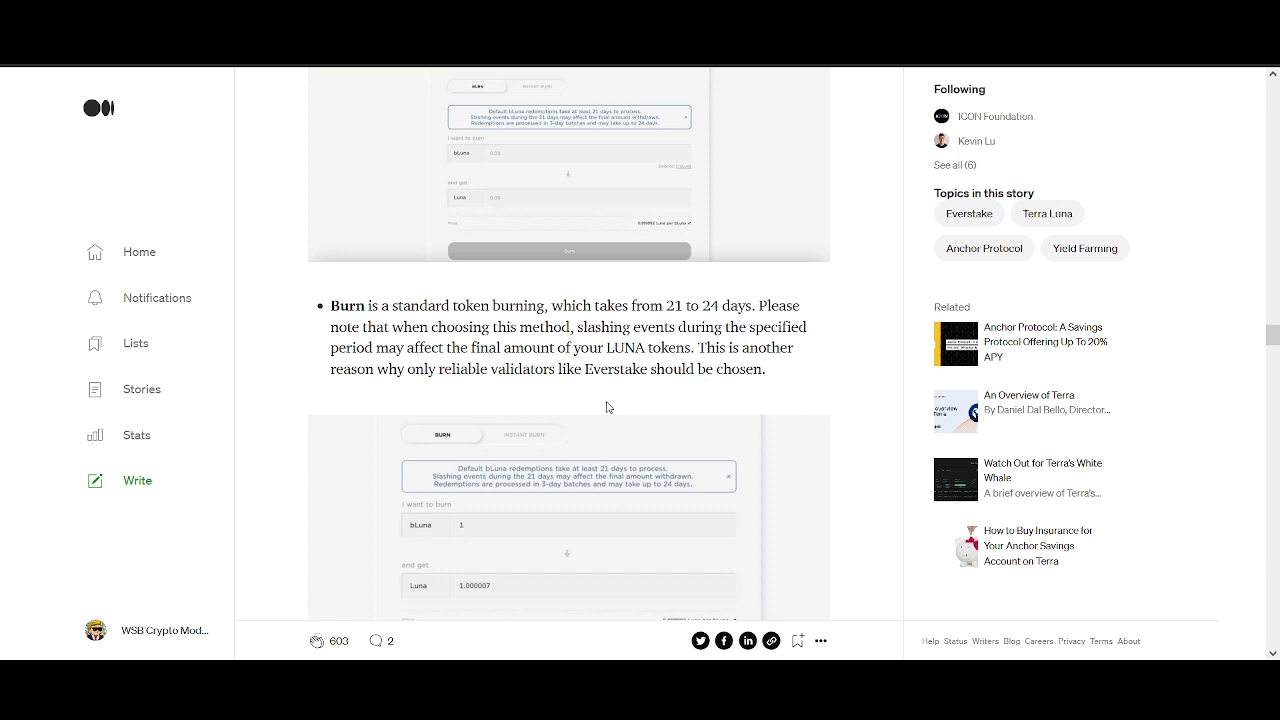 Home
Notifications
Lists
Stories
Stats
Write
WSB Crypto Mod...
BURN
INSTANT BURN
Default bLuna redemptions take at least 21 days to process.
Slashing events during the 21 days may affect the final amount withdrawn.
Redemptions are processed in 3-day batches and may take up to 24 days.
I want to burn
bLuna 0.00
and get
Luna 0.00
Price
Burn
• Burn is a standard token burning, which takes from 21 to 24 days. Please
note that when choosing this method, slashing events during the specified
period may affect the final amount of your LUNA tokens. This is another
reason why only reliable validators like Everstake should be chosen.
BURN
INSTANT BURN
Default bLuna redemptions take at least 21 days to process.
Slashing events during the 21 days may affect the final amount withdrawn.
Redemptions are processed in 3-day batches and may take up to 24 days.
I want to burn
bLuna 1
and get
Luna 1.000007
603
2
Following
ICON Foundation
Kevin Lu
See all (6)
Topics in this story
Everstake
Terra Luna
Anchor Protocol
Yield Farming
Related
Anchor Protocol: A Savings
Protocol Offering Up To 20%
APY
An Overview of Terra
By Daniel Dal Bello, Director...
Watch Out for Terra's White
Whale
A brief overview of Terra's...
How to Buy Insurance for
Your Anchor Savings
Account on Terra
Help Status Writers Blog Careers Privacy Terms About